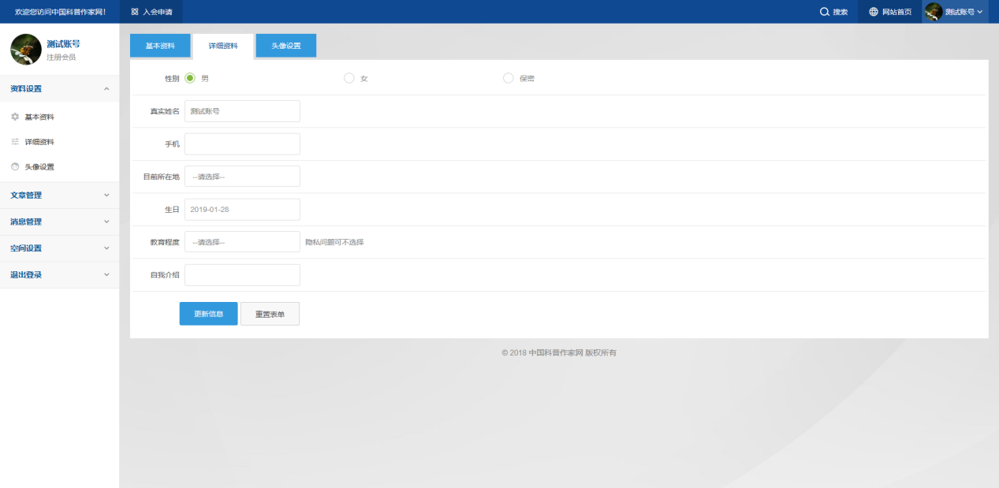 欢迎您访问中国科普作家网! 入会申请 搜索 网站首页 测试账号
测试账号
注册会员
资料设置
基本资料
详细资料
头像设置
文章管理
消息管理
空间设置
退出登录
基本资料 详细资料 头像设置
性别 男 女 保密
真实姓名 测试账号
手机
目前所在地 --请选择--
生日 2019-01-28
教育程度 --请选择-- 隐私问题可不选择
自我介绍
更新信息 重置表单
© 2018 中国科普作家网 版权所有